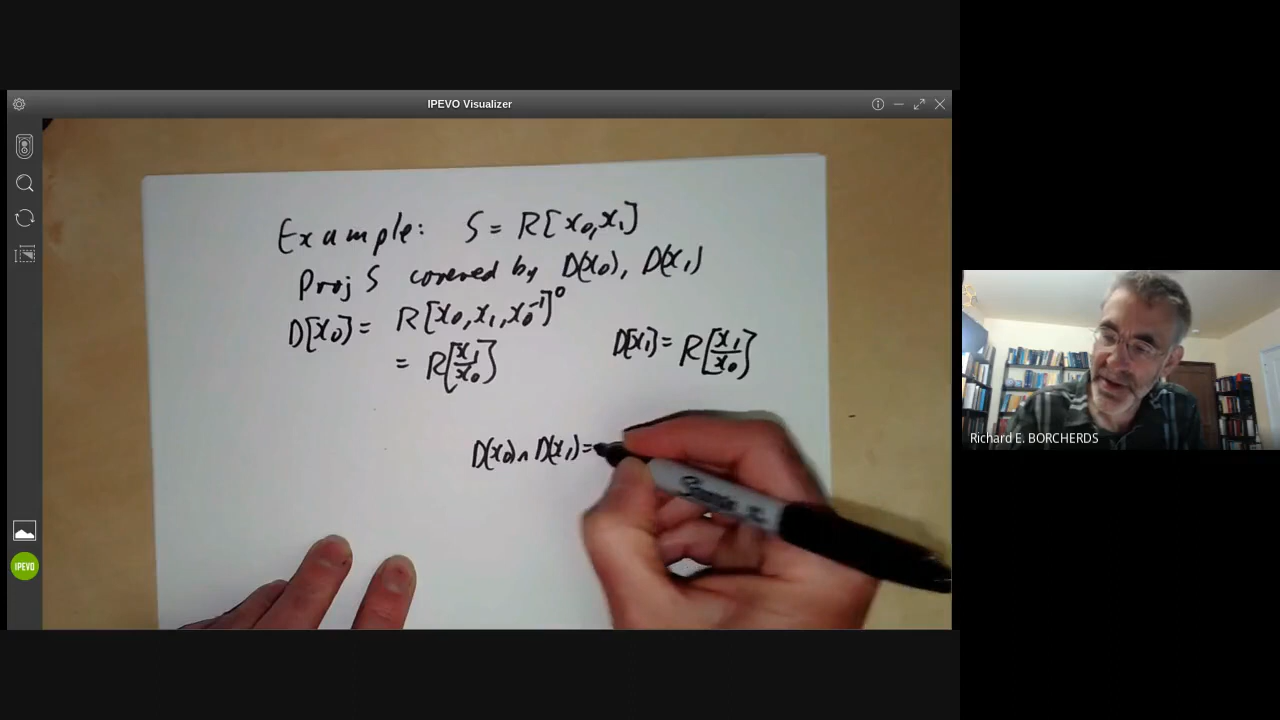 IPEVO Visualizer
Example: S = R[x₀,x₁]
Proj S covered by D(x₀), D(x₁)
D[x₀] = R[x₀,x₁,x₀⁻¹]⁰
= R[x₁/x₀]
D[x₁] = R[x₁/x₀]
D(x₀) ∩ D(x₁) =
Richard E. BORCHERDS
IPEVO